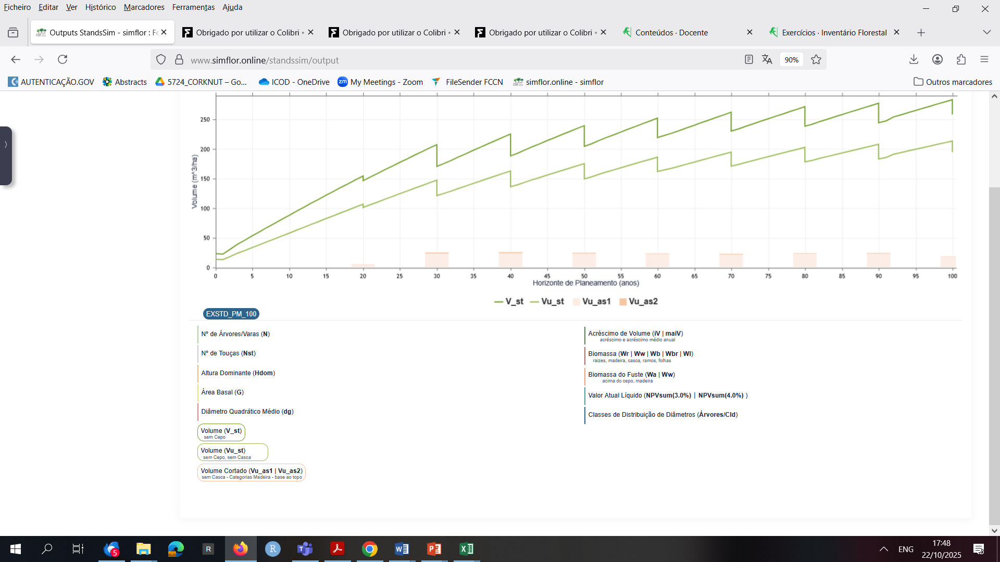 Ficheiro Editar Ver Histórico Marcadores Ferramentas Ajuda
Outputs StandsSim - simflor : Fo
Obrigado por utilizar o Colibri •
Obrigado por utilizar o Colibri •
Obrigado por utilizar o Colibri •
Conteúdos · Docente
Exercícios · Inventário Florestal
www.simflor.online/standssim/output
90%
AUTENTICAÇÃO.GOV
Abstracts
5724_CORKNUT – Go...
ICOD - OneDrive
zm My Meetings - Zoom
FileSender FCCN
simflor.online - simflor
Outros marcadores
250
200
150
100
50
0
Volume (m^3/ha)
0 5 10 15 20 25 30 35 40 45 50 55 60 65 70 75 80 85 90 95 100
Horizonte de Planeamento (anos)
V_st Vu_st Vu_as1 Vu_as2
EXSTD_PM_100
Nº de Árvores/Varas (N)
Nº de Touças (Nst)
Altura Dominante (Hdom)
Área Basal (G)
Diâmetro Quadrático Médio (dg)
Volume (V_st)
sem Cepo
Volume (Vu_st)
sem Cepo, sem Casca
Volume Cortado (Vu_as1 | Vu_as2)
sem Casca - Categorias Madeira - base ao topo
Acréscimo de Volume (iV | maiV)
acréscimo e acréscimo médio anual
Biomassa (Wr | Ww | Wb | Wbr | Wl)
raizes, madeira, casca, ramos, folhas
Biomassa do Fuste (Wa | Ww)
acima do cepo, madeira
Valor Atual Líquido (NPVsum(3.0%) | NPVsum(4.0%) )
Classes de Distribuição de Diâmetros (Árvores/Cld)
5
R
R
ENG
17:48
22/10/2025